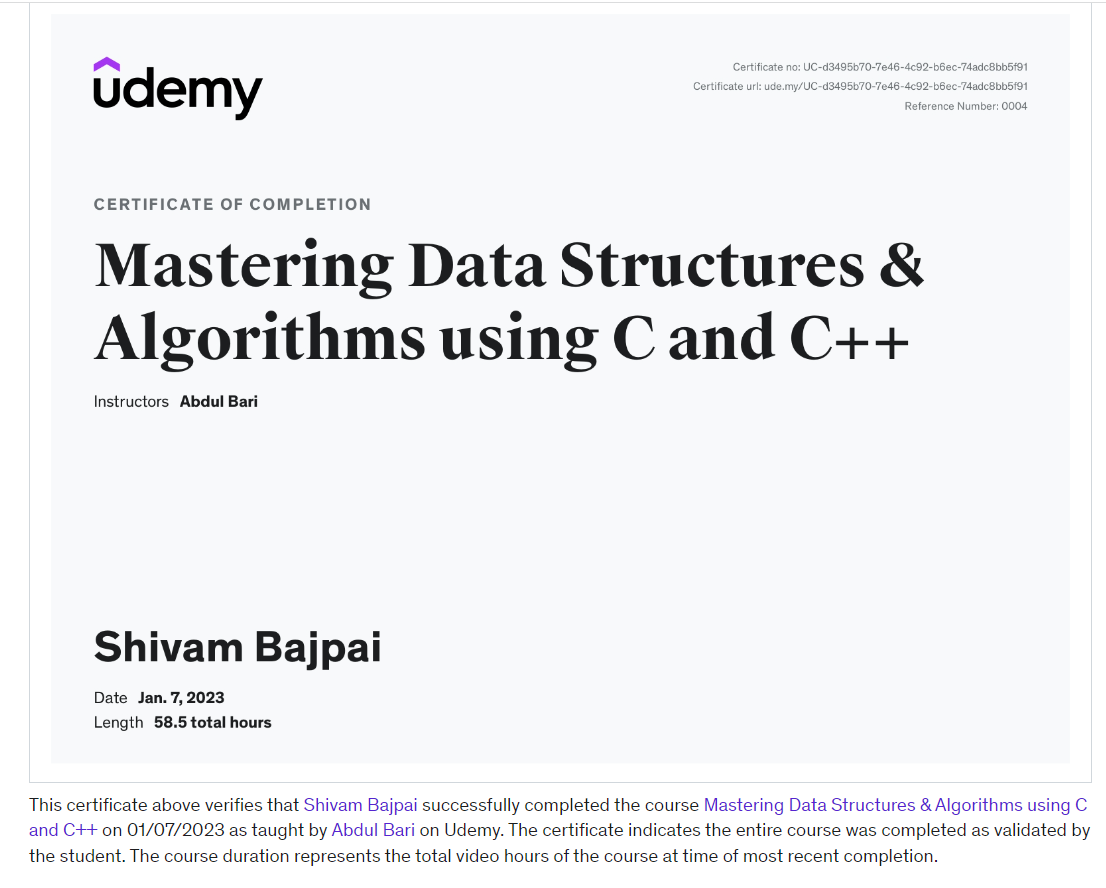 udemy
Certificate no: UC-d3495b70-7e46-4c92-b6ec-74adc8bb5f91
Certificate url: ude.my/UC-d3495b70-7e46-4c92-b6ec-74adc8bb5f91
Reference Number: 0004
CERTIFICATE OF COMPLETION
Mastering Data Structures &
Algorithms using C and C++
Instructors Abdul Bari
Shivam Bajpai
Date Jan. 7, 2023
Length 58.5 total hours
This certificate above verifies that Shivam Bajpai successfully completed the course Mastering Data Structures & Algorithms using C
and C++ on 01/07/2023 as taught by Abdul Bari on Udemy. The certificate indicates the entire course was completed as validated by
the student. The course duration represents the total video hours of the course at time of most recent completion.